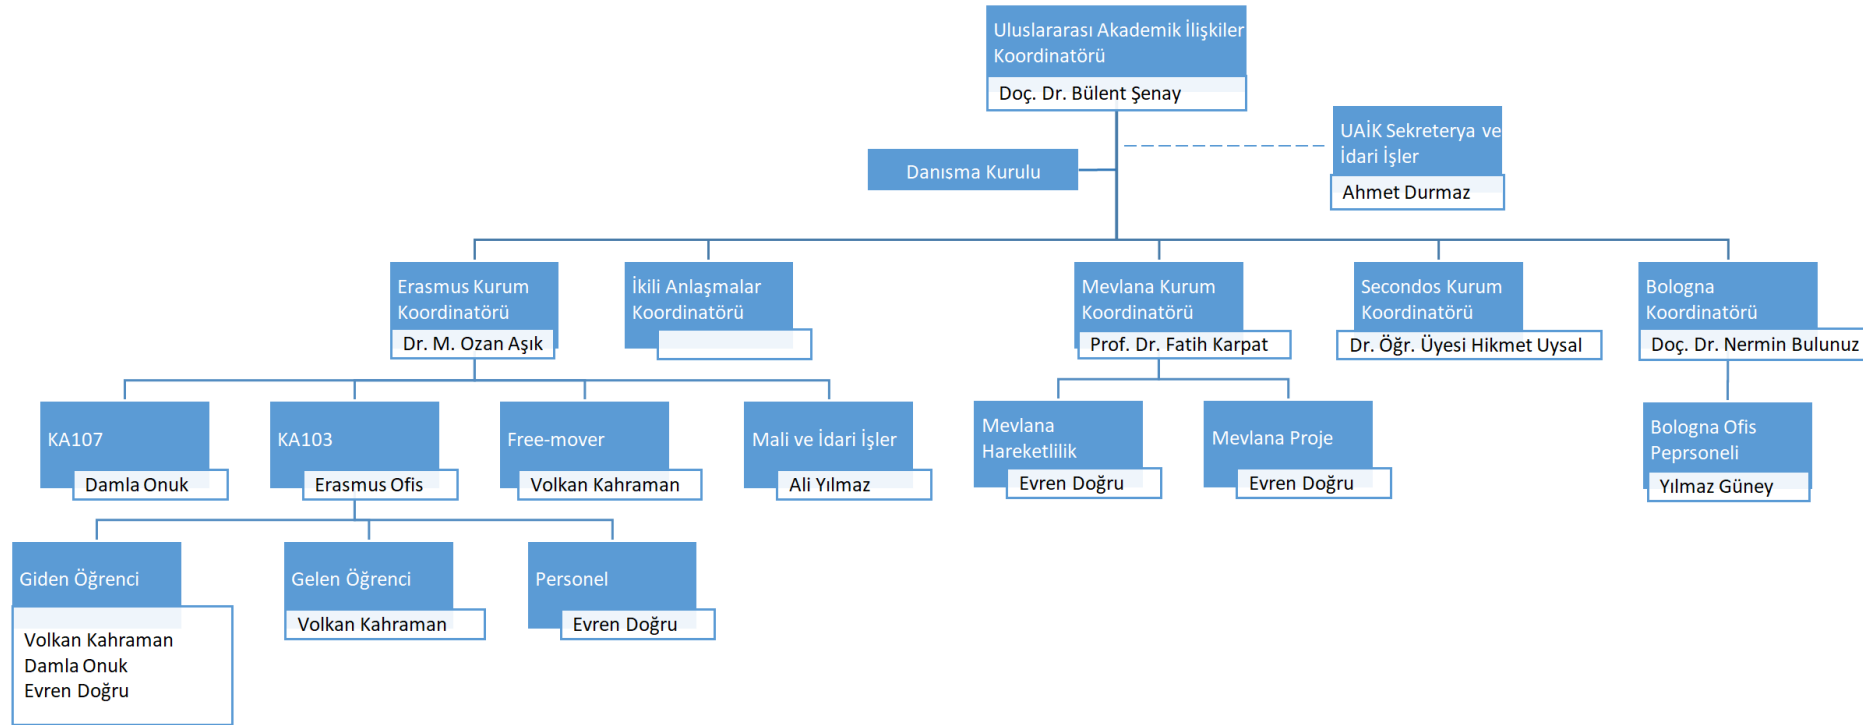 Uluslararası Akademik İlişkiler
Koordinatörü
Doç. Dr. Bülent Şenay
UAİK Sekreterya ve
İdari İşler
Ahmet Durmaz
Danısma Kurulu
Erasmus Kurum
Koordinatörü
Dr. M. Ozan Aşık
İkili Anlaşmalar
Koordinatörü
Mevlana Kurum
Koordinatörü
Prof. Dr. Fatih Karpat
Secondos Kurum
Koordinatörü
Dr. Öğr. Üyesi Hikmet Uysal
Bologna
Koordinatörü
Doç. Dr. Nermin Bulunuz
KA107
Damla Onuk
KA103
Erasmus Ofis
Free-mover
Volkan Kahraman
Mali ve İdari İşler
Ali Yılmaz
Mevlana
Hareketlilik
Evren Doğru
Mevlana Proje
Evren Doğru
Bologna Ofis
Peprsoneli
Yılmaz Güney
Giden Öğrenci
Volkan Kahraman
Damla Onuk
Evren Doğru
Gelen Öğrenci
Volkan Kahraman
Personel
Evren Doğru